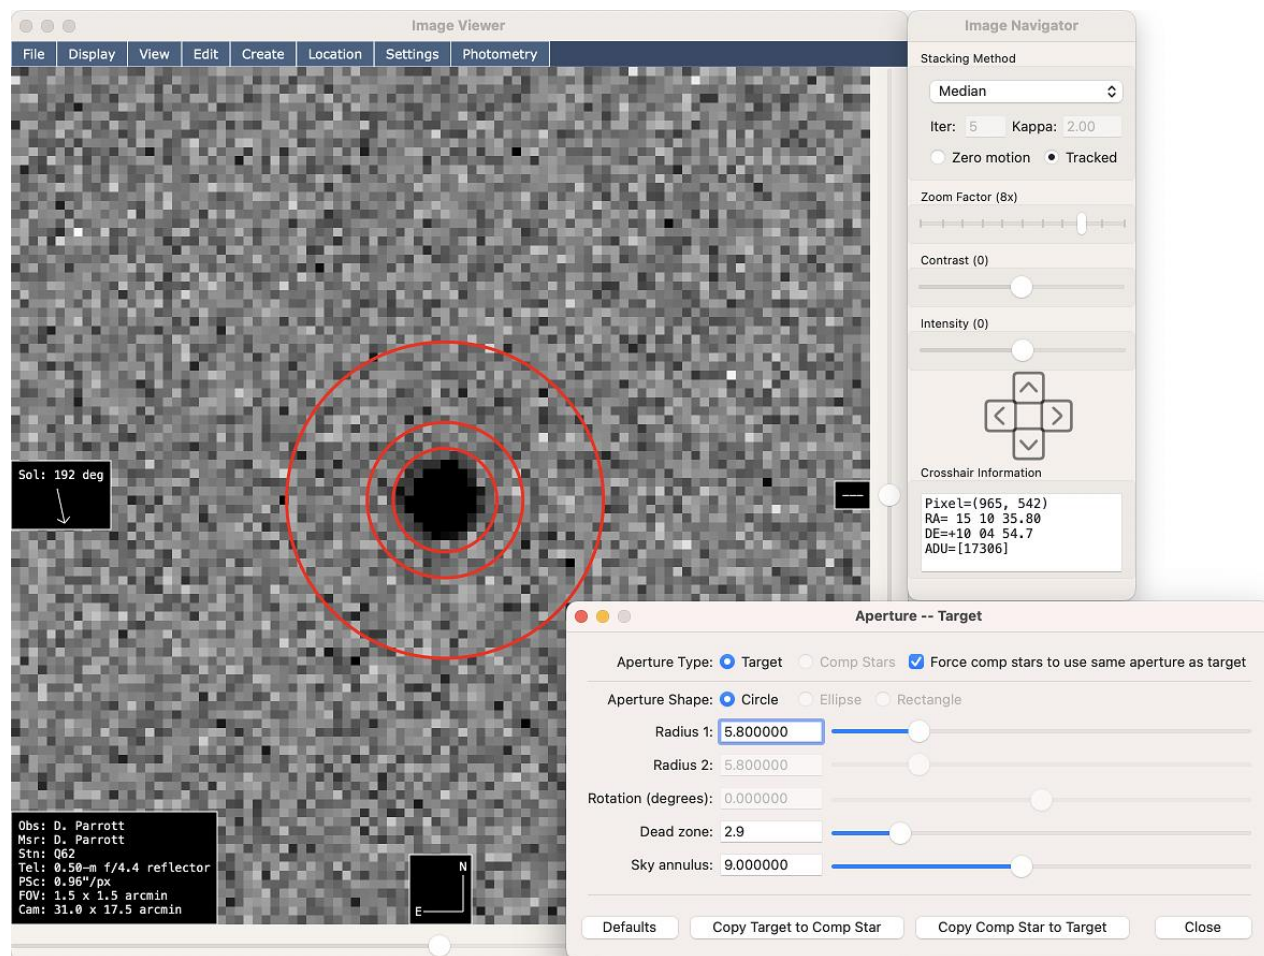 Image Viewer
File Display View Edit Create Location Settings Photometry
Sol: 192 deg
---
Obs: D. Parrott
Msr: D. Parrott
Stn: Q62
Tel: 0.50-m f/4.4 reflector
PSc: 0.96"/px
FOV: 1.5 x 1.5 arcmin
Cam: 31.0 x 17.5 arcmin
N
E
Image Navigator
Stacking Method
Median
Iter: 5 Kappa: 2.00
Zero motion Tracked
Zoom Factor (8x)
Contrast (0)
Intensity (0)
Crosshair Information
Pixel=(965, 542)
RA= 15 10 35.80
DE=+10 04 54.7
ADU=[17306]
Aperture -- Target
Aperture Type: Target Comp Stars Force comp stars to use same aperture as target
Aperture Shape: Circle Ellipse Rectangle
Radius 1: 5.800000
Radius 2: 5.800000
Rotation (degrees): 0.000000
Dead zone: 2.9
Sky annulus: 9.000000
Defaults Copy Target to Comp Star Copy Comp Star to Target Close